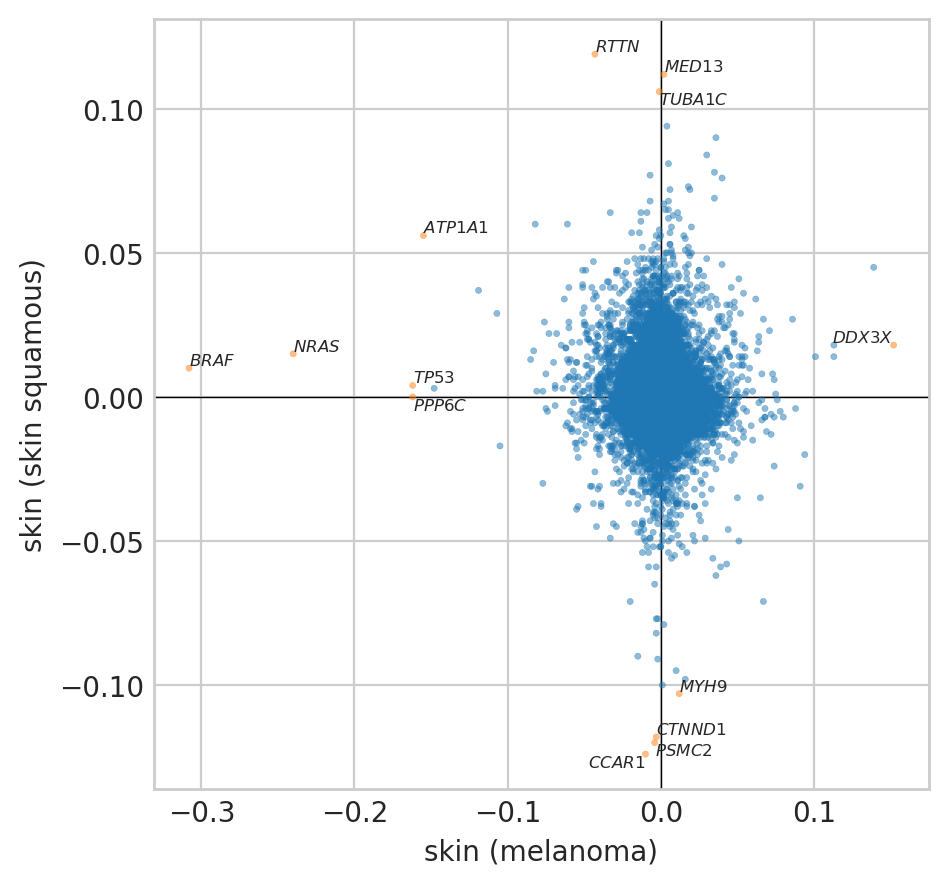 RTTN
MED13
0.10
TUBA1C
ATP1A1
0.05
DDX3X
NRAS
BRAF
TP53
0.00
PPP6C
−0.05
−0.10
MYH9
CTNND1
PSMC2
CCAR1
skin (skin squamous)
−0.3
−0.2
−0.1
0.0
0.1
skin (melanoma)